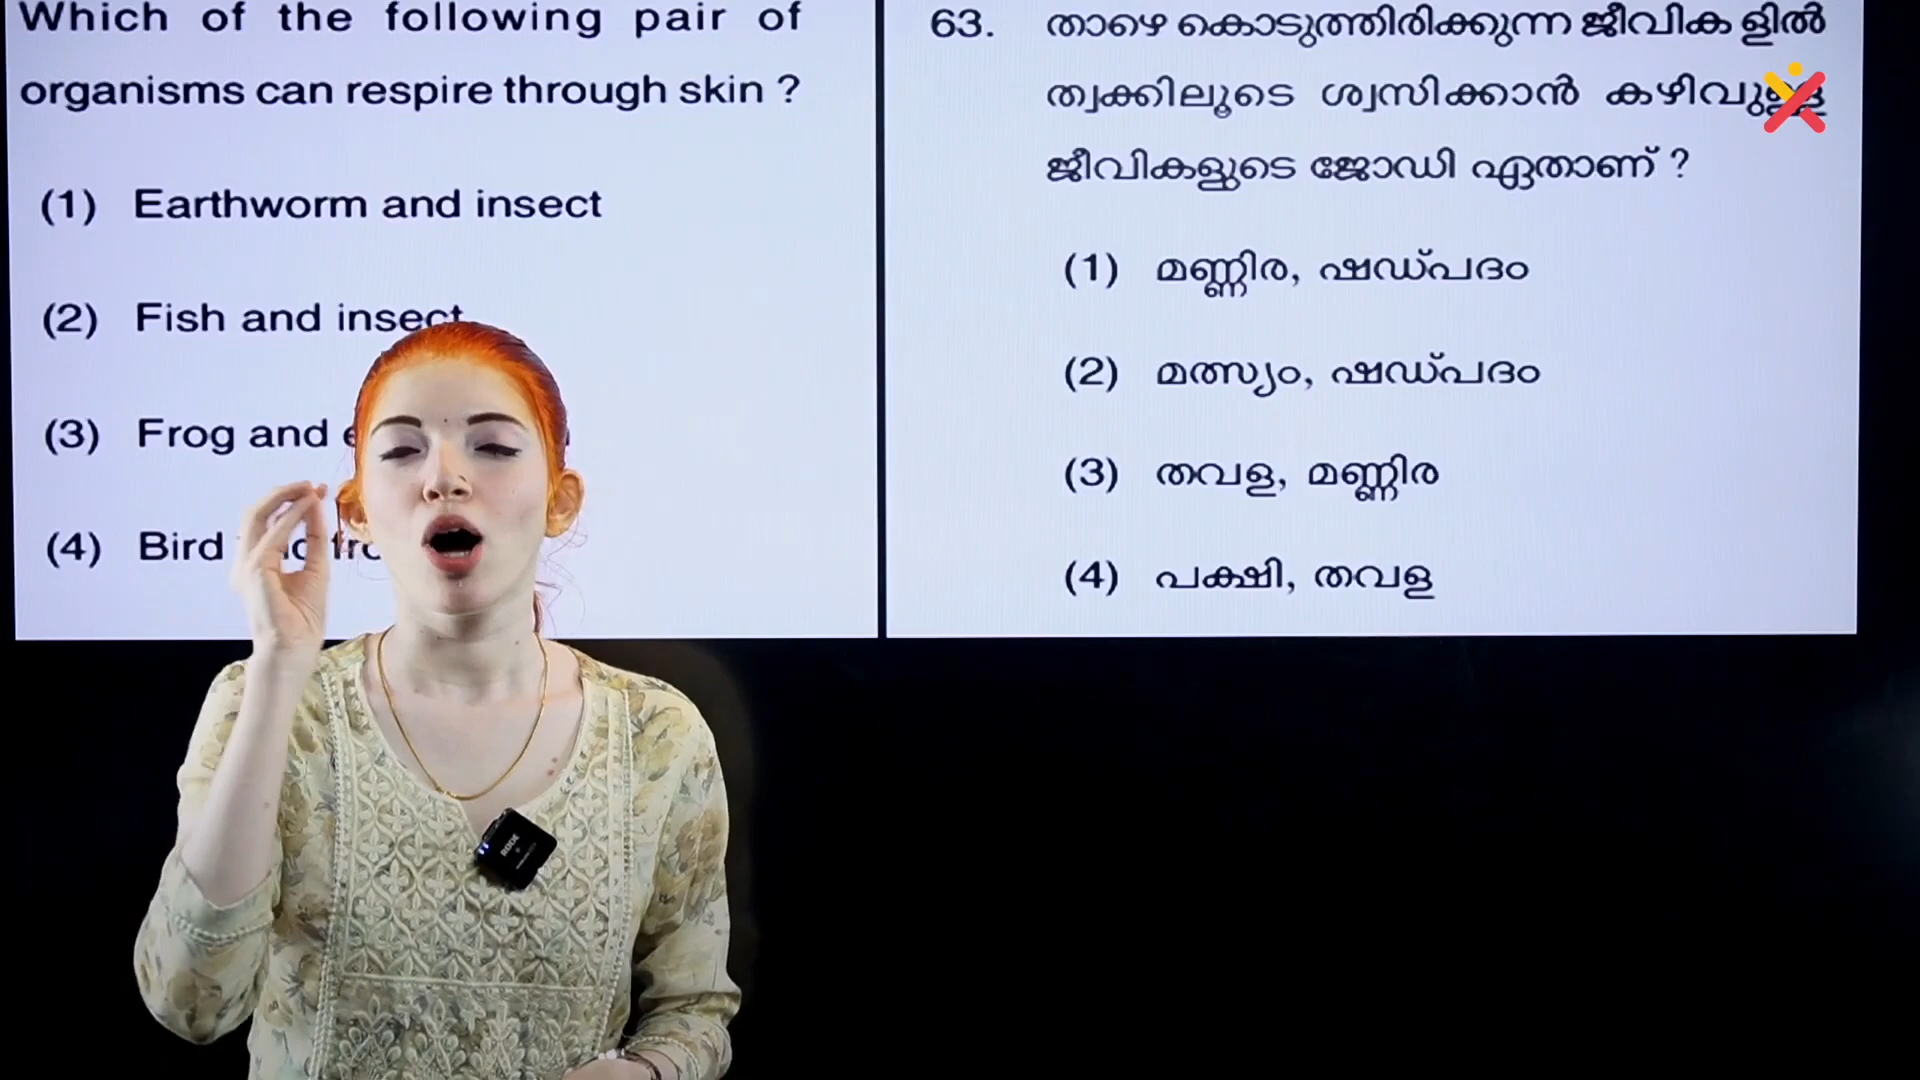 Which of the following pair of
organisms can respire through skin ?
(1) Earthworm and insect
(2) Fish and insect
(3) Frog and
(4) Bird
63. താഴെ കൊടുത്തിരിക്കുന്ന ജീവിക ളിൽ
ത്വക്കിലൂടെ ശ്വസിക്കാൻ കഴിവുള്ള
ജീവികളുടെ ജോഡി ഏതാണ് ?
(1) മണ്ണിര, ഷഡ്പദം
(2) മത്സ്യം, ഷഡ്പദം
(3) തവള, മണ്ണിര
(4) പക്ഷി, തവള
RODE